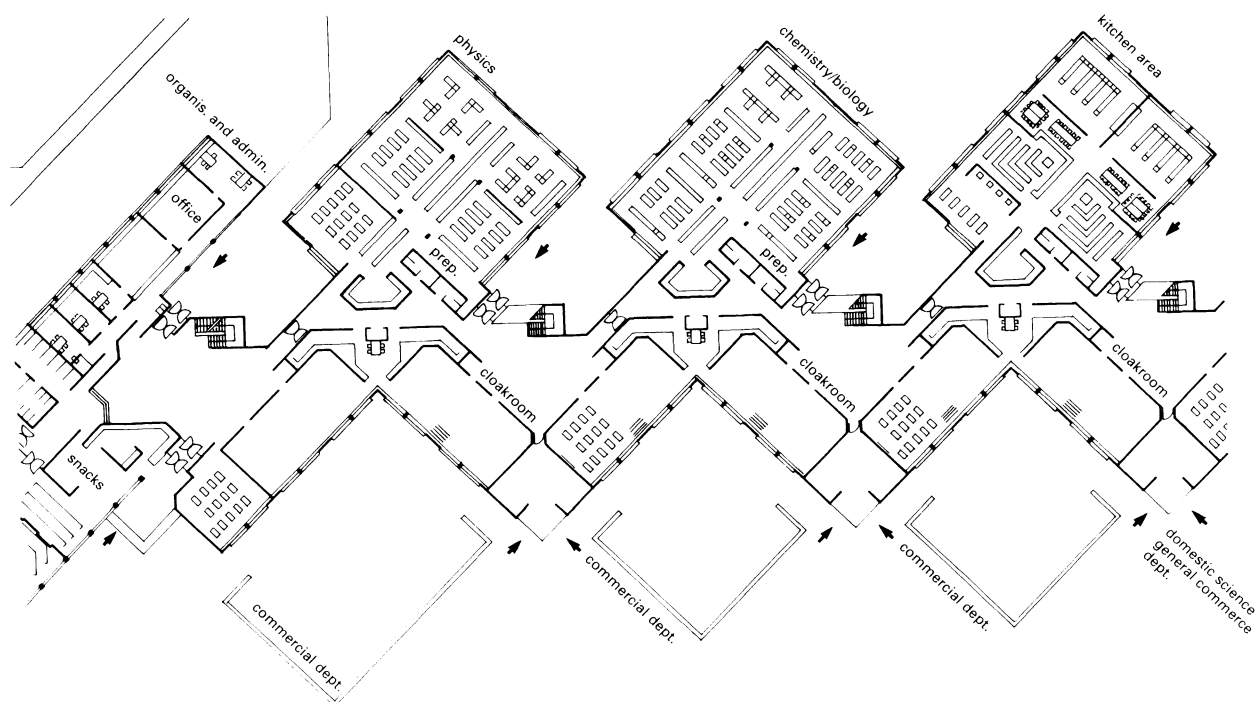 physics
chemistry/biology
kitchen area
organis. and admin.
office
prep.
prep.
cloakroom
cloakroom
cloakroom
snacks
commercial dept.
commercial dept.
commercial dept.
domestic science
general commerce
dept.